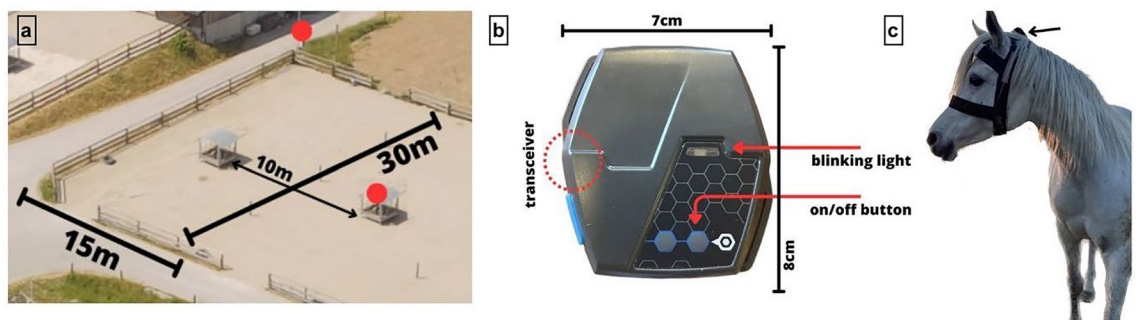 a
10m
30m
15m
b
7cm
transceiver
blinking light
on/off button
8cm
c